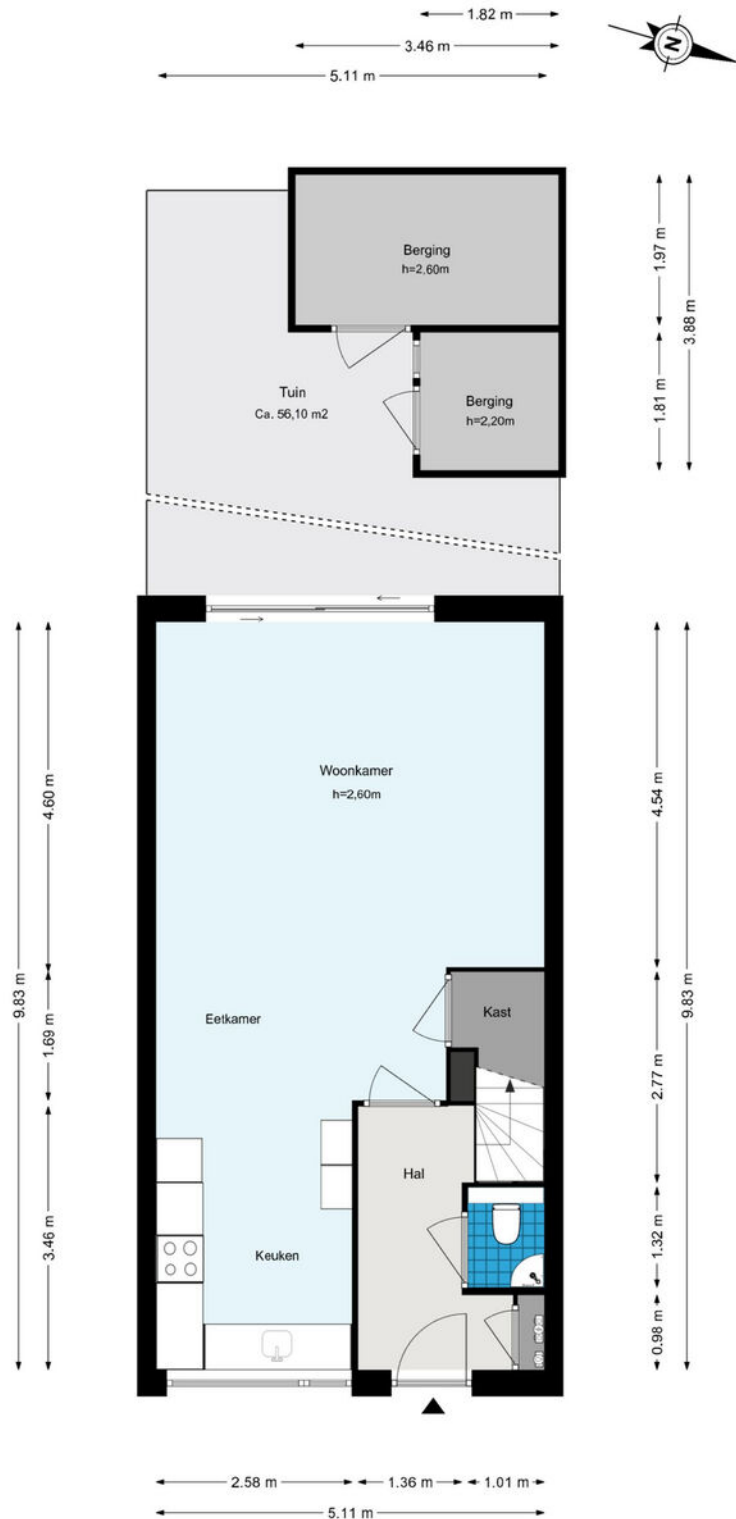 1.82 m
3.46 m
5.11 m
N
Berging
h=2,60m
1.97 m
3.88 m
Tuin
Ca. 56,10 m2
Berging
h=2,20m
1.81 m
Woonkamer
h=2,60m
4.60 m
4.54 m
9.83 m
9.83 m
Eetkamer
Kast
1.69 m
2.77 m
Hal
3.46 m
Keuken
1.32 m
0.98 m
2.58 m
1.36 m
1.01 m
5.11 m